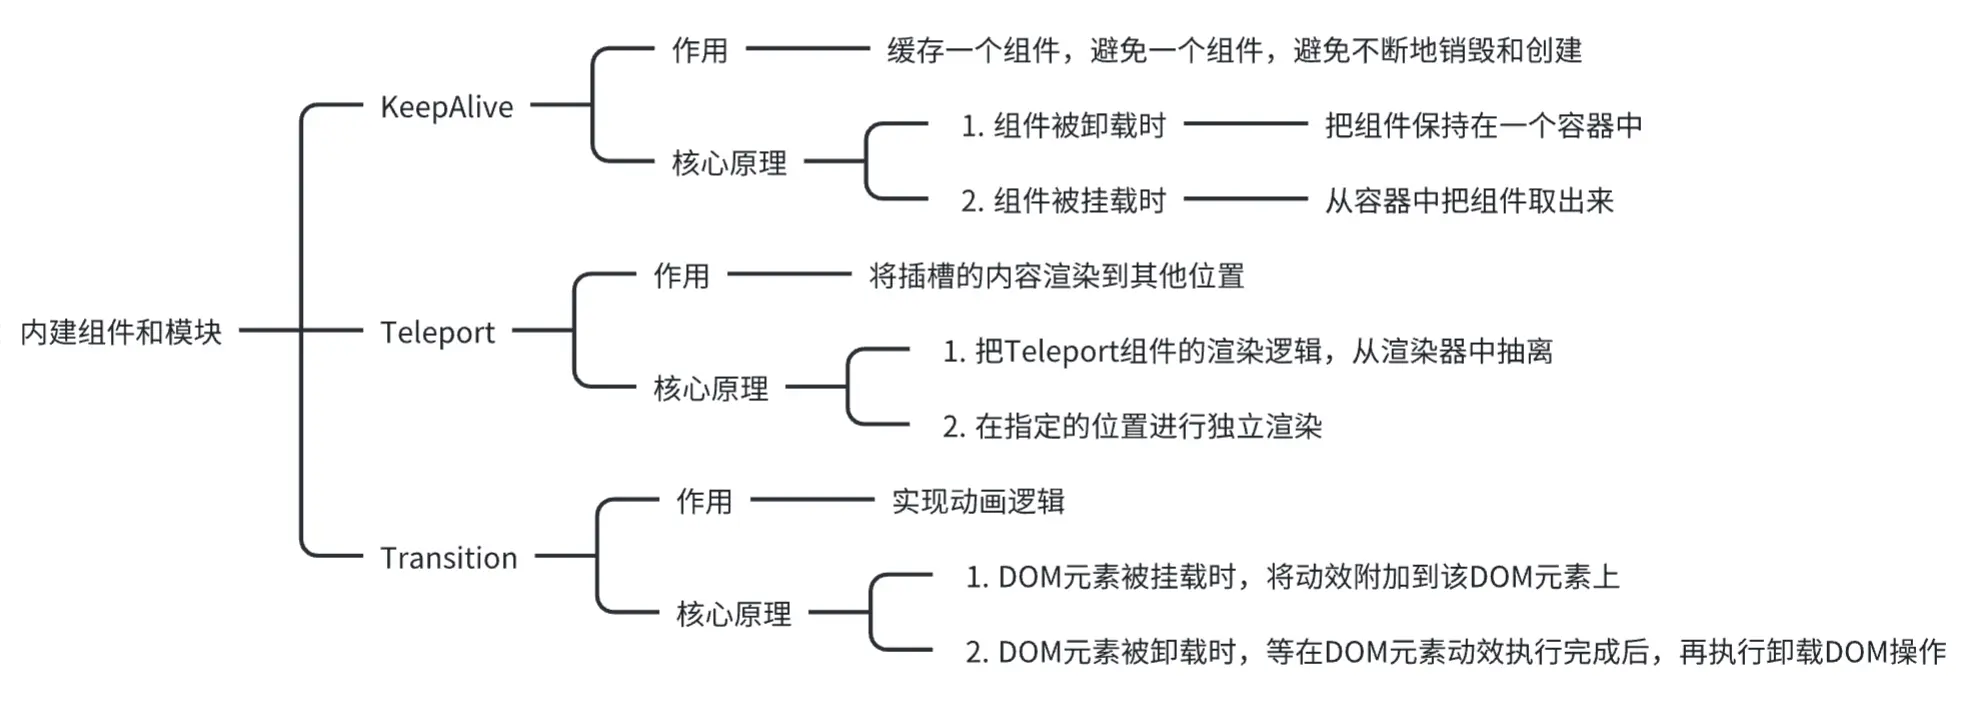 内建组件和模块
KeepAlive
作用
缓存一个组件，避免一个组件，避免不断地销毁和创建
核心原理
1. 组件被卸载时
把组件保持在一个容器中
2. 组件被挂载时
从容器中把组件取出来
Teleport
作用
将插槽的内容渲染到其他位置
核心原理
1. 把Teleport组件的渲染逻辑，从渲染器中抽离
2. 在指定的位置进行独立渲染
Transition
作用
实现动画逻辑
核心原理
1. DOM元素被挂载时，将动效附加到该DOM元素上
2. DOM元素被卸载时，等在DOM元素动效执行完成后，再执行卸载DOM操作